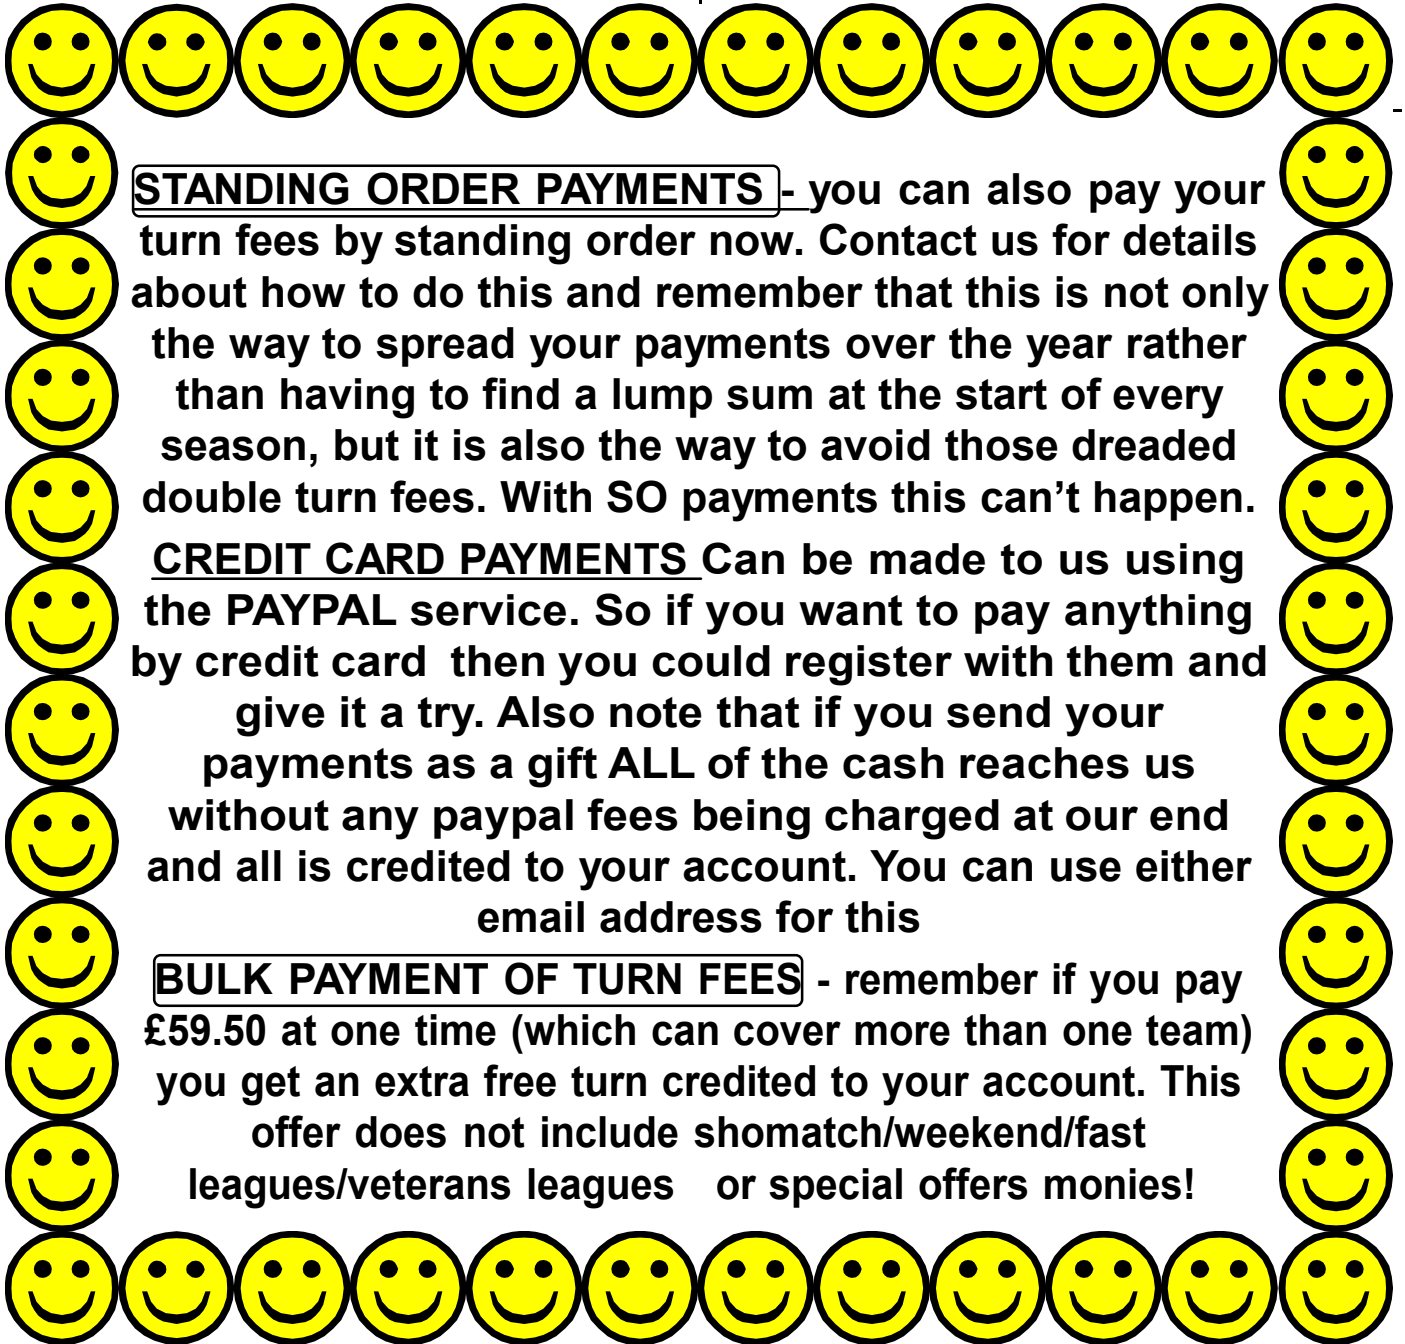 STANDING ORDER PAYMENTS - you can also pay your
turn fees by standing order now. Contact us for details
about how to do this and remember that this is not only
the way to spread your payments over the year rather
than having to find a lump sum at the start of every
season, but it is also the way to avoid those dreaded
double turn fees. With SO payments this can’t happen.
CREDIT CARD PAYMENTS Can be made to us using
the PAYPAL service. So if you want to pay anything
by credit card  then you could register with them and
give it a try. Also note that if you send your
payments as a gift ALL of the cash reaches us
without any paypal fees being charged at our end
and all is credited to your account. You can use either
email address for this
BULK PAYMENT OF TURN FEES - remember if you pay
£59.50 at one time (which can cover more than one team)
you get an extra free turn credited to your account. This
offer does not include shomatch/weekend/fast
leagues/veterans leagues   or special offers monies!